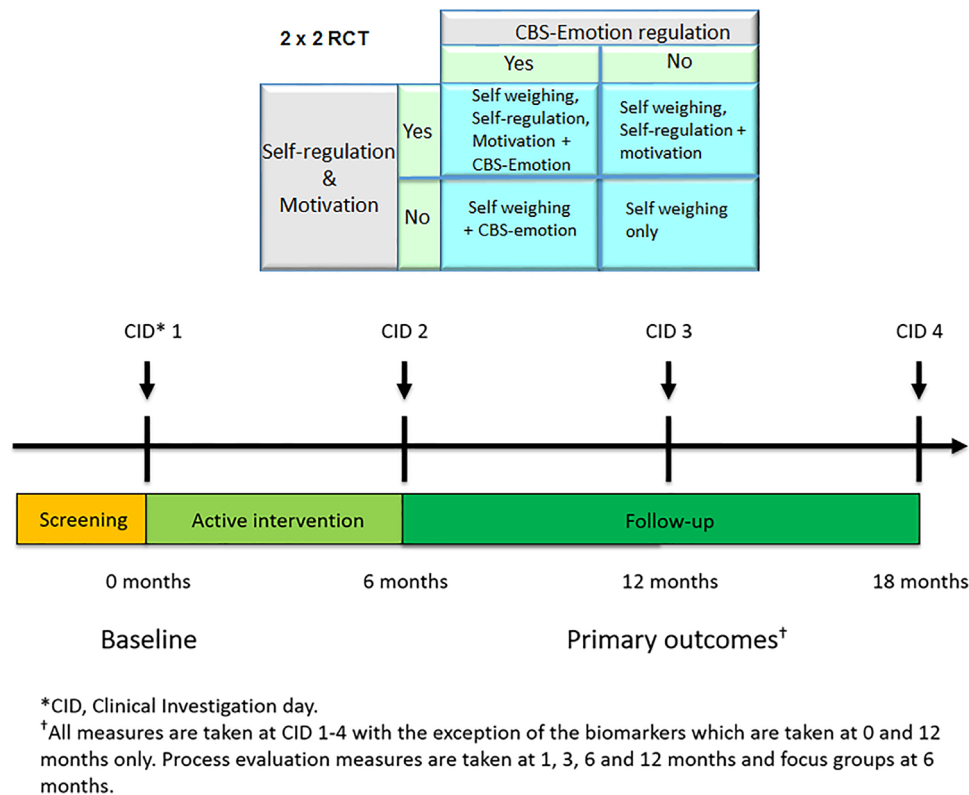 2 x 2 RCT
CBS-Emotion regulation
Yes
No
Self-regulation
&
Motivation
Yes
Self weighing,
Self-regulation,
Motivation +
CBS-Emotion
Self weighing,
Self-regulation +
motivation
No
Self weighing
+ CBS-emotion
Self weighing
only
CID* 1
CID 2
CID 3
CID 4
Screening
Active intervention
Follow-up
0 months
6 months
12 months
18 months
Baseline
Primary outcomes†
*CID, Clinical Investigation day.
†All measures are taken at CID 1-4 with the exception of the biomarkers which are taken at 0 and 12
months only. Process evaluation measures are taken at 1, 3, 6 and 12 months and focus groups at 6
months.